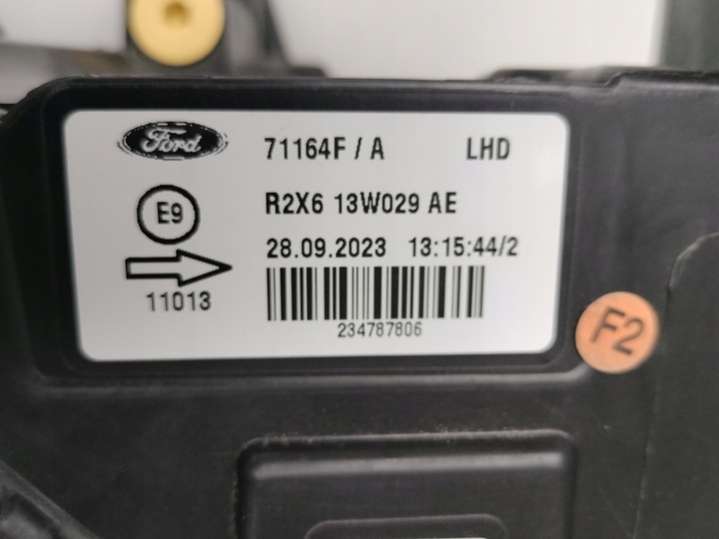 Ford 71164F / A LHD
R2X6 13W029 AE
E9
28.09.2023 13:15:44/2
11013
234787806
F2